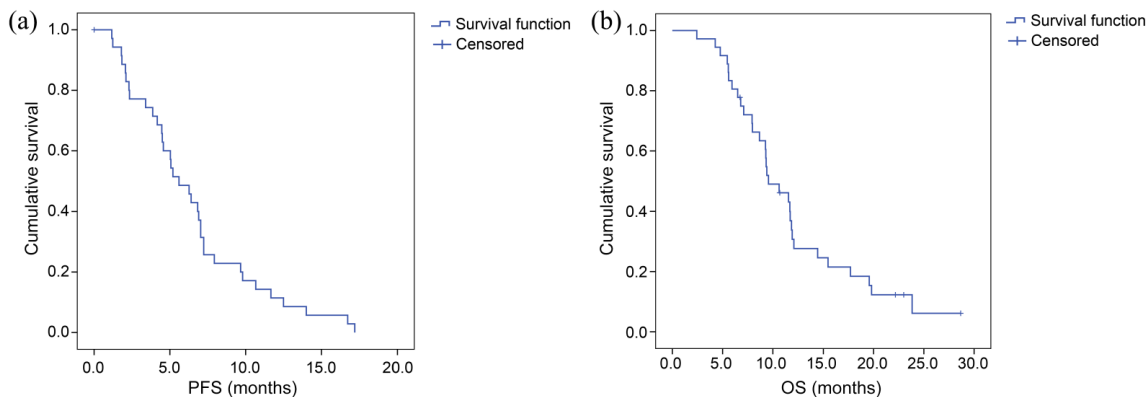 (a)
1.0
0.8
0.6
0.4
0.2
0.0
Cumulative survival
0.0 5.0 10.0 15.0 20.0
PFS (months)
Survival function
Censored
(b)
1.0
0.8
0.6
0.4
0.2
0.0
Cumulative survival
0.0 5.0 10.0 15.0 20.0 25.0 30.0
OS (months)
Survival function
Censored